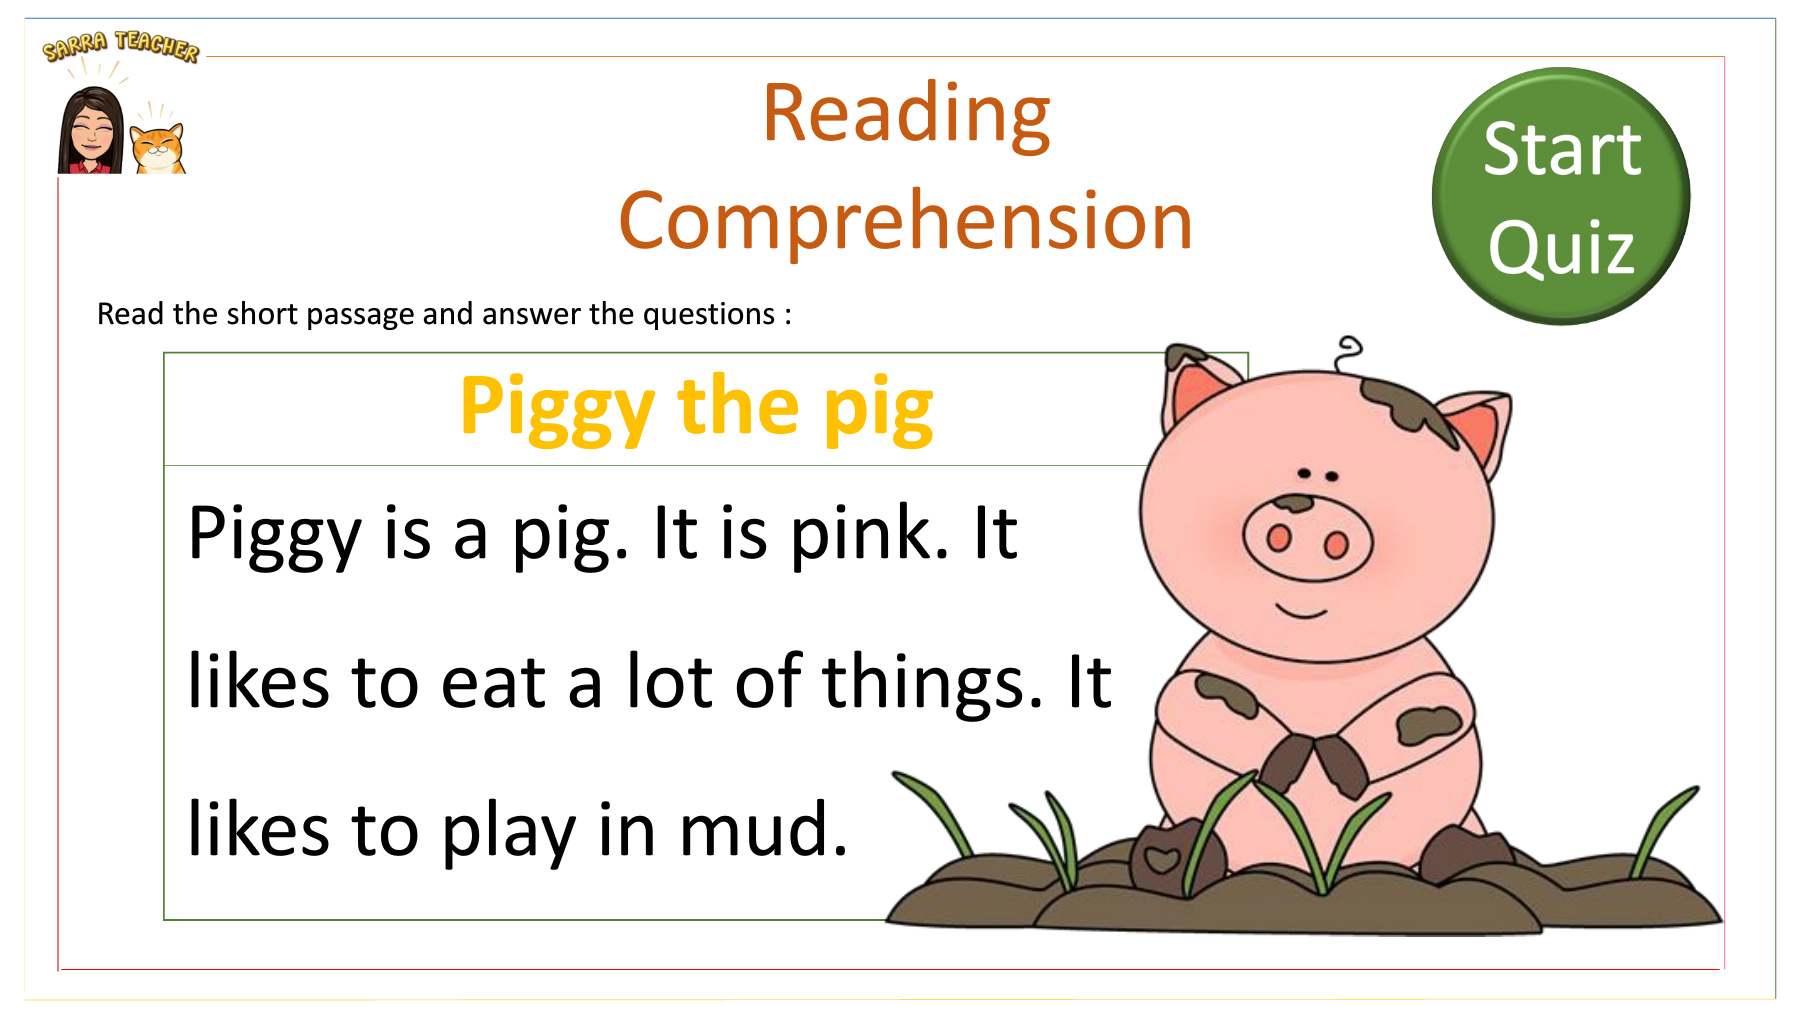 SARRA TEACHER
Reading
Comprehension
Start
Quiz
Read the short passage and answer the questions :
Piggy the pig
Piggy is a pig. It is pink. It
likes to eat a lot of things. It
likes to play in mud.